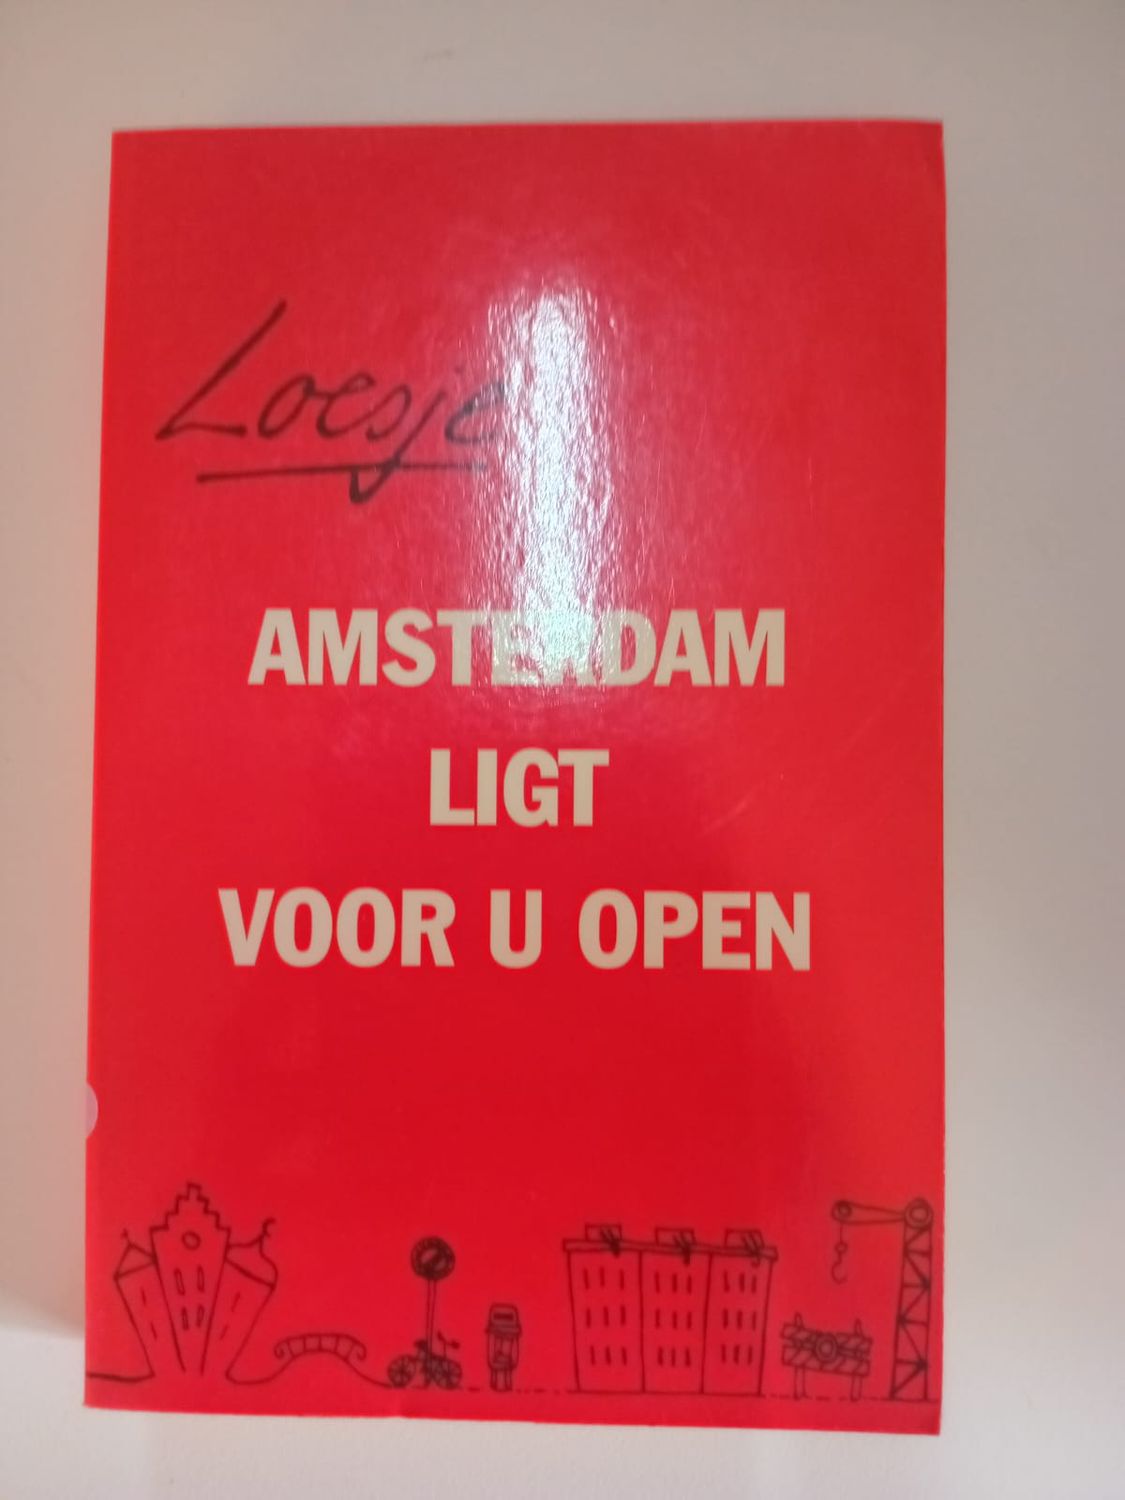 Loesje
AMSTERDAM
LIGT
VOOR U OPEN